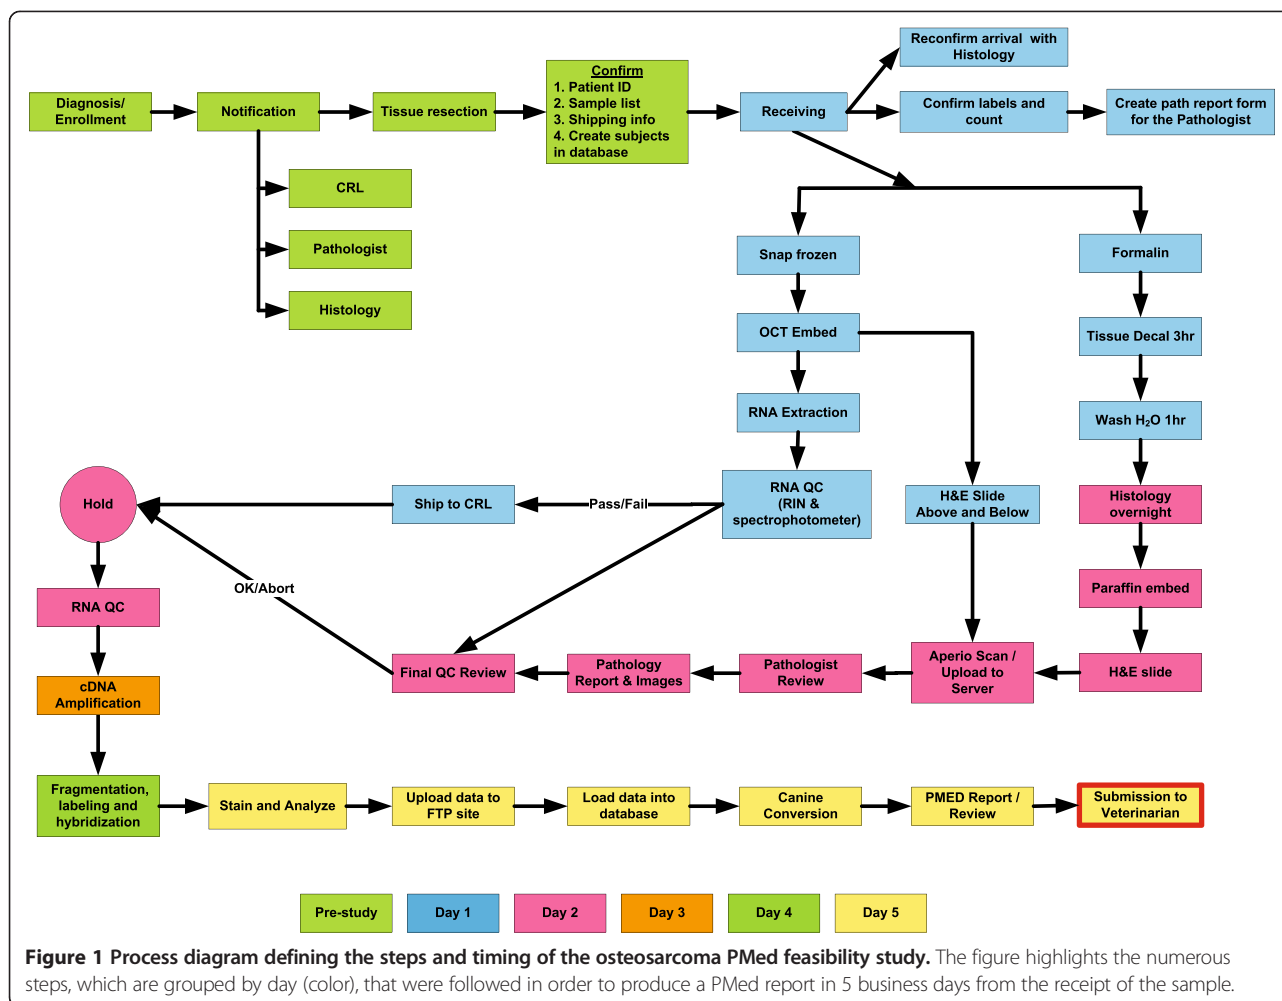 Reconfirm arrival with
Histology
Diagnosis/
Enrollment
Notification
Tissue resection
Confirm
1. Patient ID
2. Sample list
3. Shipping info
4. Create subjects
in database
Receiving
Confirm labels and
count
Create path report form
for the Pathologist
CRL
Pathologist
Histology
Snap frozen
Formalin
OCT Embed
Tissue Decal 3hr
RNA Extraction
Wash H₂O 1hr
Hold
Ship to CRL
Pass/Fail
RNA QC
(RIN &
spectrophotometer)
H&E Slide
Above and Below
Histology
overnight
OK/Abort
RNA QC
Paraffin embed
Final QC Review
Pathology
Report & Images
Pathologist
Review
Aperio Scan /
Upload to
Server
H&E slide
cDNA
Amplification
Fragmentation,
labeling and
hybridization
Stain and Analyze
Upload data to
FTP site
Load data into
database
Canine
Conversion
PMED Report /
Review
Submission to
Veterinarian
Pre-study
Day 1
Day 2
Day 3
Day 4
Day 5
Figure 1 Process diagram defining the steps and timing of the osteosarcoma PMed feasibility study. The figure highlights the numerous
steps, which are grouped by day (color), that were followed in order to produce a PMed report in 5 business days from the receipt of the sample.